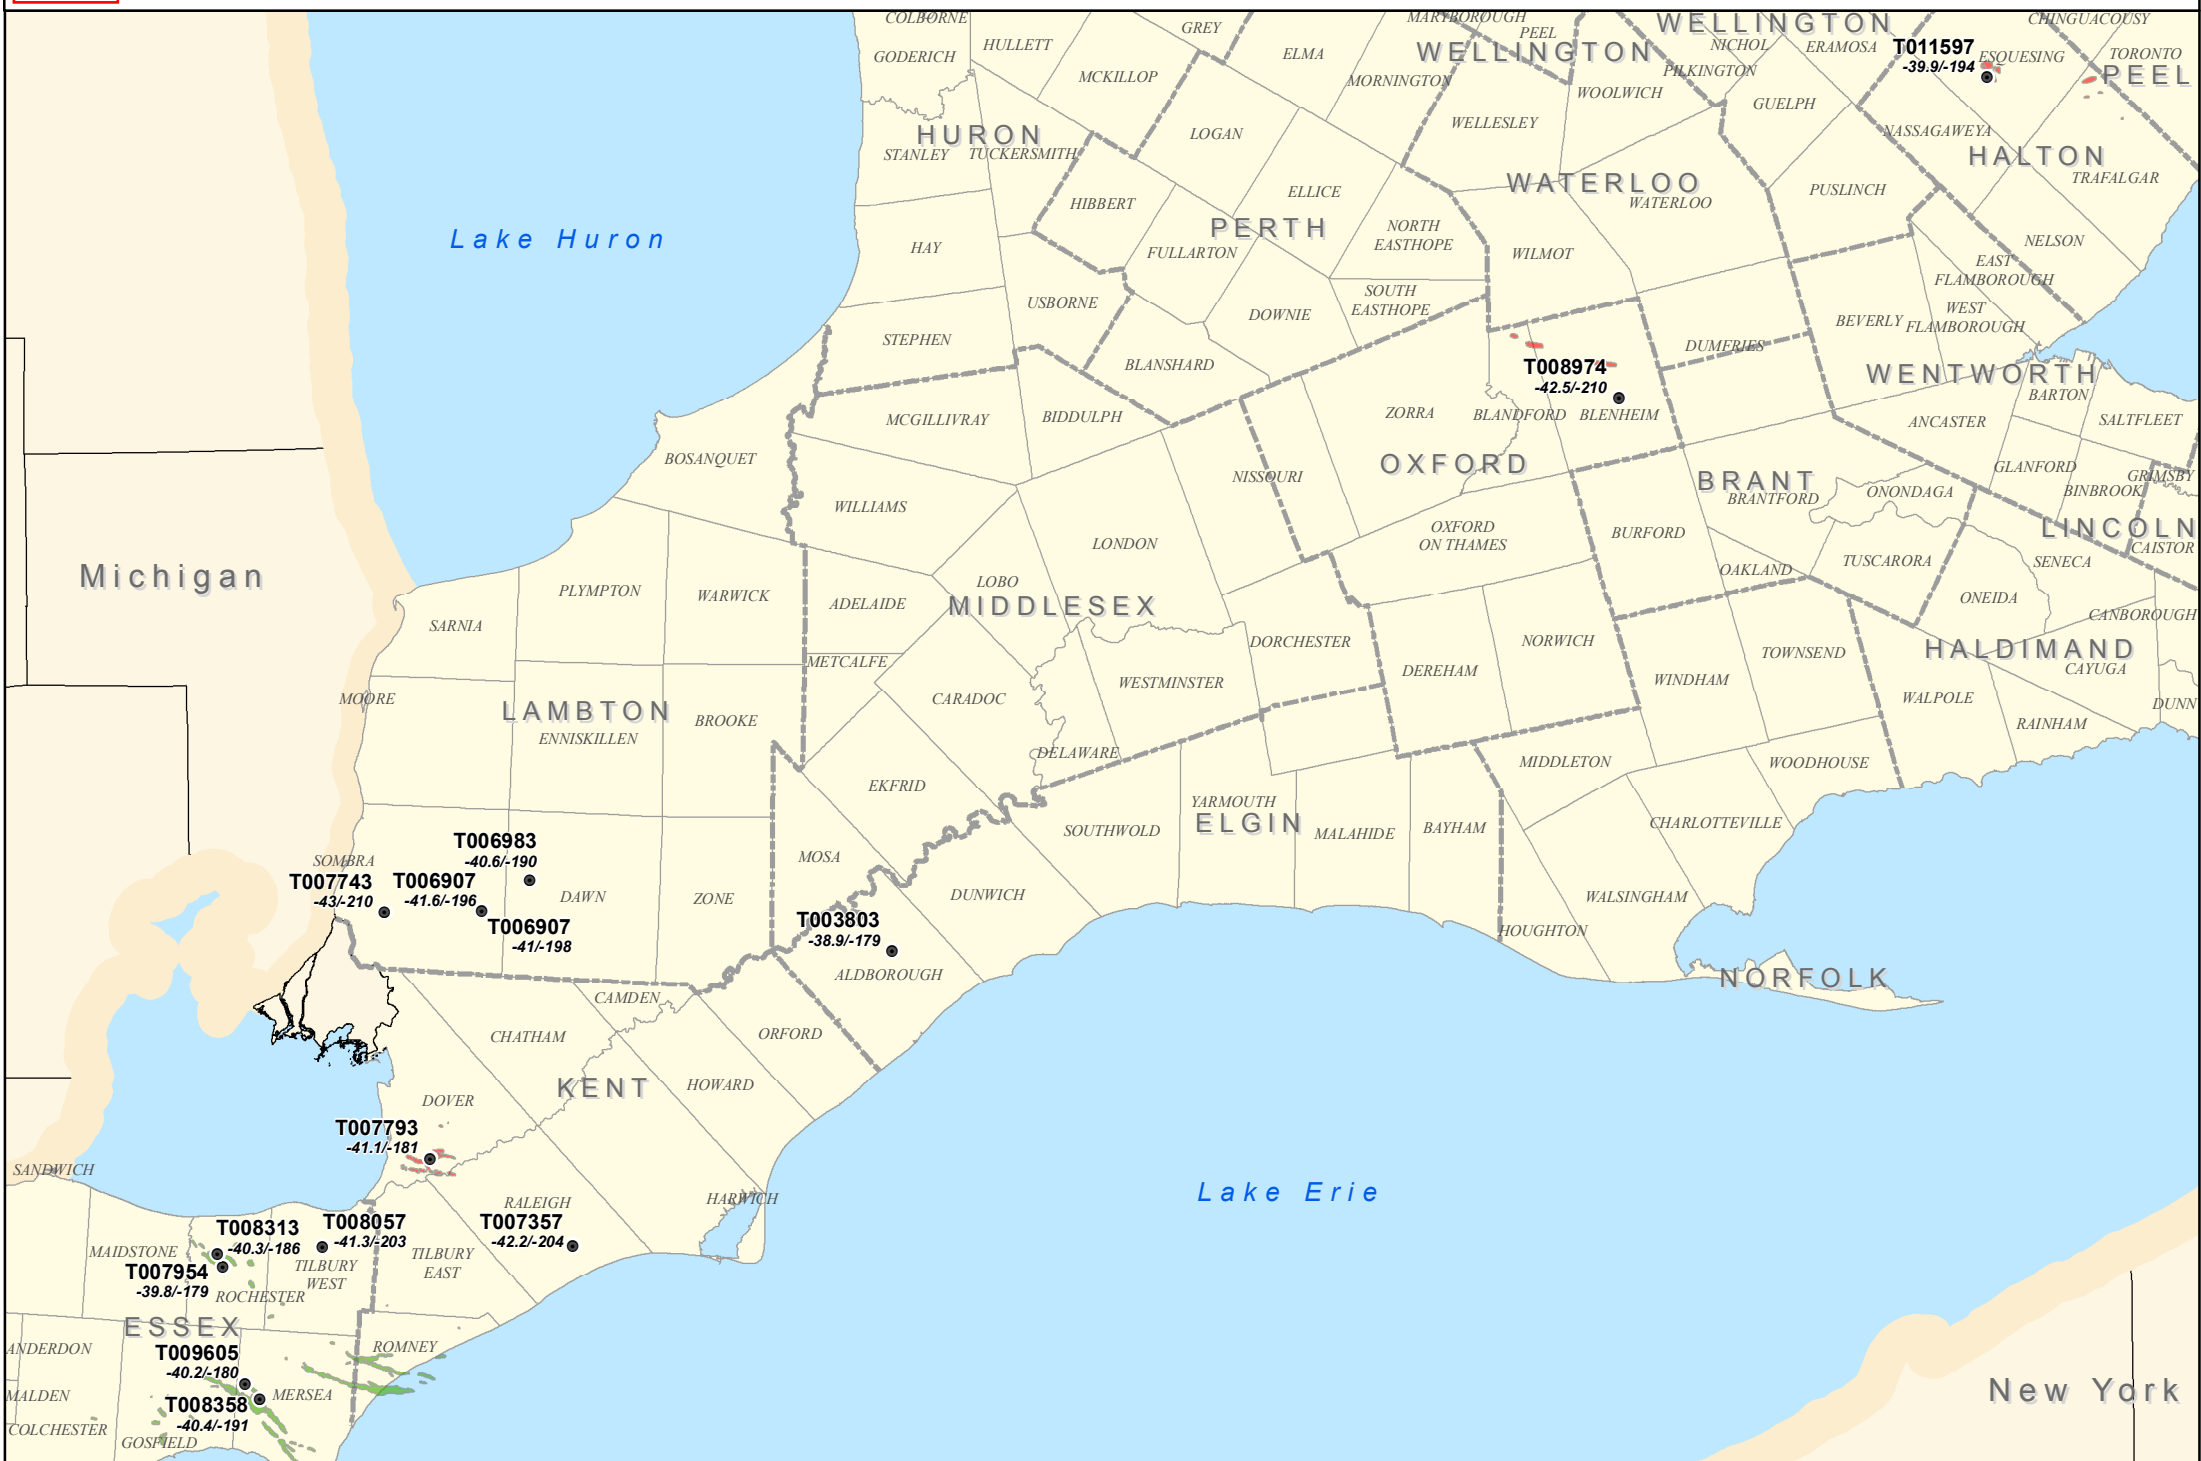 COLBORNE
GREY
MARYBOROUGH
WELLINGTON
CHINGUACOUSY
GODERICH
HULLETT
ELMA
PEEL
WELLINGTON
NICHOL
ERAMOSA
T011597
-39.9/-194
ESQUESING
TORONTO
PEEL
MCKILLOP
MORNINGTON
PILKINGTON
WOOLWICH
GUELPH
HURON
LOGAN
WELLESLEY
NASSAGAWEYA
STANLEY
TUCKERSMITH
HALTON
TRAFALGAR
WATERLOO
WATERLOO
ELLICE
PUSLINCH
HIBBERT
PERTH
NORTH
EASTHOPE
Lake Huron
HAY
FULLARTON
WILMOT
NELSON
EAST
FLAMBOROUGH
USBORNE
SOUTH
EASTHOPE
DOWNIE
WEST
FLAMBOROUGH
BEVERLY
STEPHEN
BLANSHARD
DUMFRIES
T008974
-42.5/-210
WENTWORTH
BARTON
ZORRA
BLANDFORD
BLENHEIM
MCGILLIVRAY
BIDDULPH
ANCASTER
SALTFLEET
BOSANQUET
OXFORD
NISSOURI
BRANT
BRANTFORD
ONONDAGA
GLANFORD
BINBROOK
GRIMSBY
WILLIAMS
LINCOLN
CAISTOR
LONDON
OXFORD
ON THAMES
BURFORD
OAKLAND
TUSCARORA
SENECA
Michigan
PLYMPTON
WARWICK
ADELAIDE
LOBO
MIDDLESEX
ONEIDA
CANBOROUGH
SARNIA
DORCHESTER
NORWICH
TOWNSEND
HALDIMAND
CAYUGA
METCALFE
DEREHAM
WINDHAM
MOORE
LAMBTON
ENNISKILLEN
BROOKE
CARADOC
WESTMINSTER
WALPOLE
DUNN
RAINHAM
DELAWARE
MIDDLETON
WOODHOUSE
EKFRID
YARMOUTH
ELGIN
SOUTHWOLD
MALAHIDE
BAYHAM
CHARLOTTEVILLE
T006983
-40.6/-190
SOMBRA
MOSA
T007743
-43/-210
T006907
-41.6/-196
DAWN
ZONE
DUNWICH
WALSINGHAM
T006907
-41/-198
T003803
-38.9/-179
HOUGHTON
ALDBOROUGH
NORFOLK
CAMDEN
CHATHAM
ORFORD
KENT
HOWARD
DOVER
T007793
-41.1/-181
SANDWICH
Lake Erie
RALEIGH
HARWICH
T008313
-40.3/-186
T008057
-41.3/-203
T007357
-42.2/-204
MAIDSTONE
TILBURY
EAST
TILBURY
WEST
T007954
-39.8/-179
ROCHESTER
ESSEX
ANDERDON
T009605
-40.2/-180
ROMNEY
MALDEN
MERSEA
T008358
-40.4/-191
New York
COLCHESTER
GOSFIELD